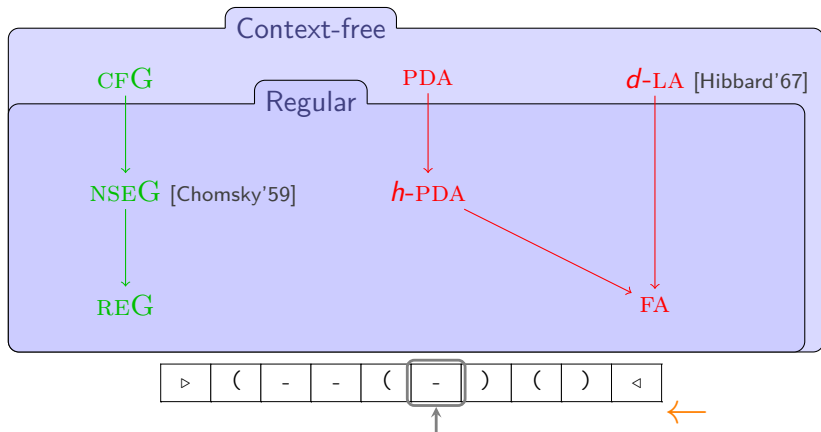 Context-free
CFG PDA d-LA [Hibbard'67]
Regular
NSEG [Chomsky'59] h-PDA
REG FA
▷ ( - - ( - ) ( ) ◁